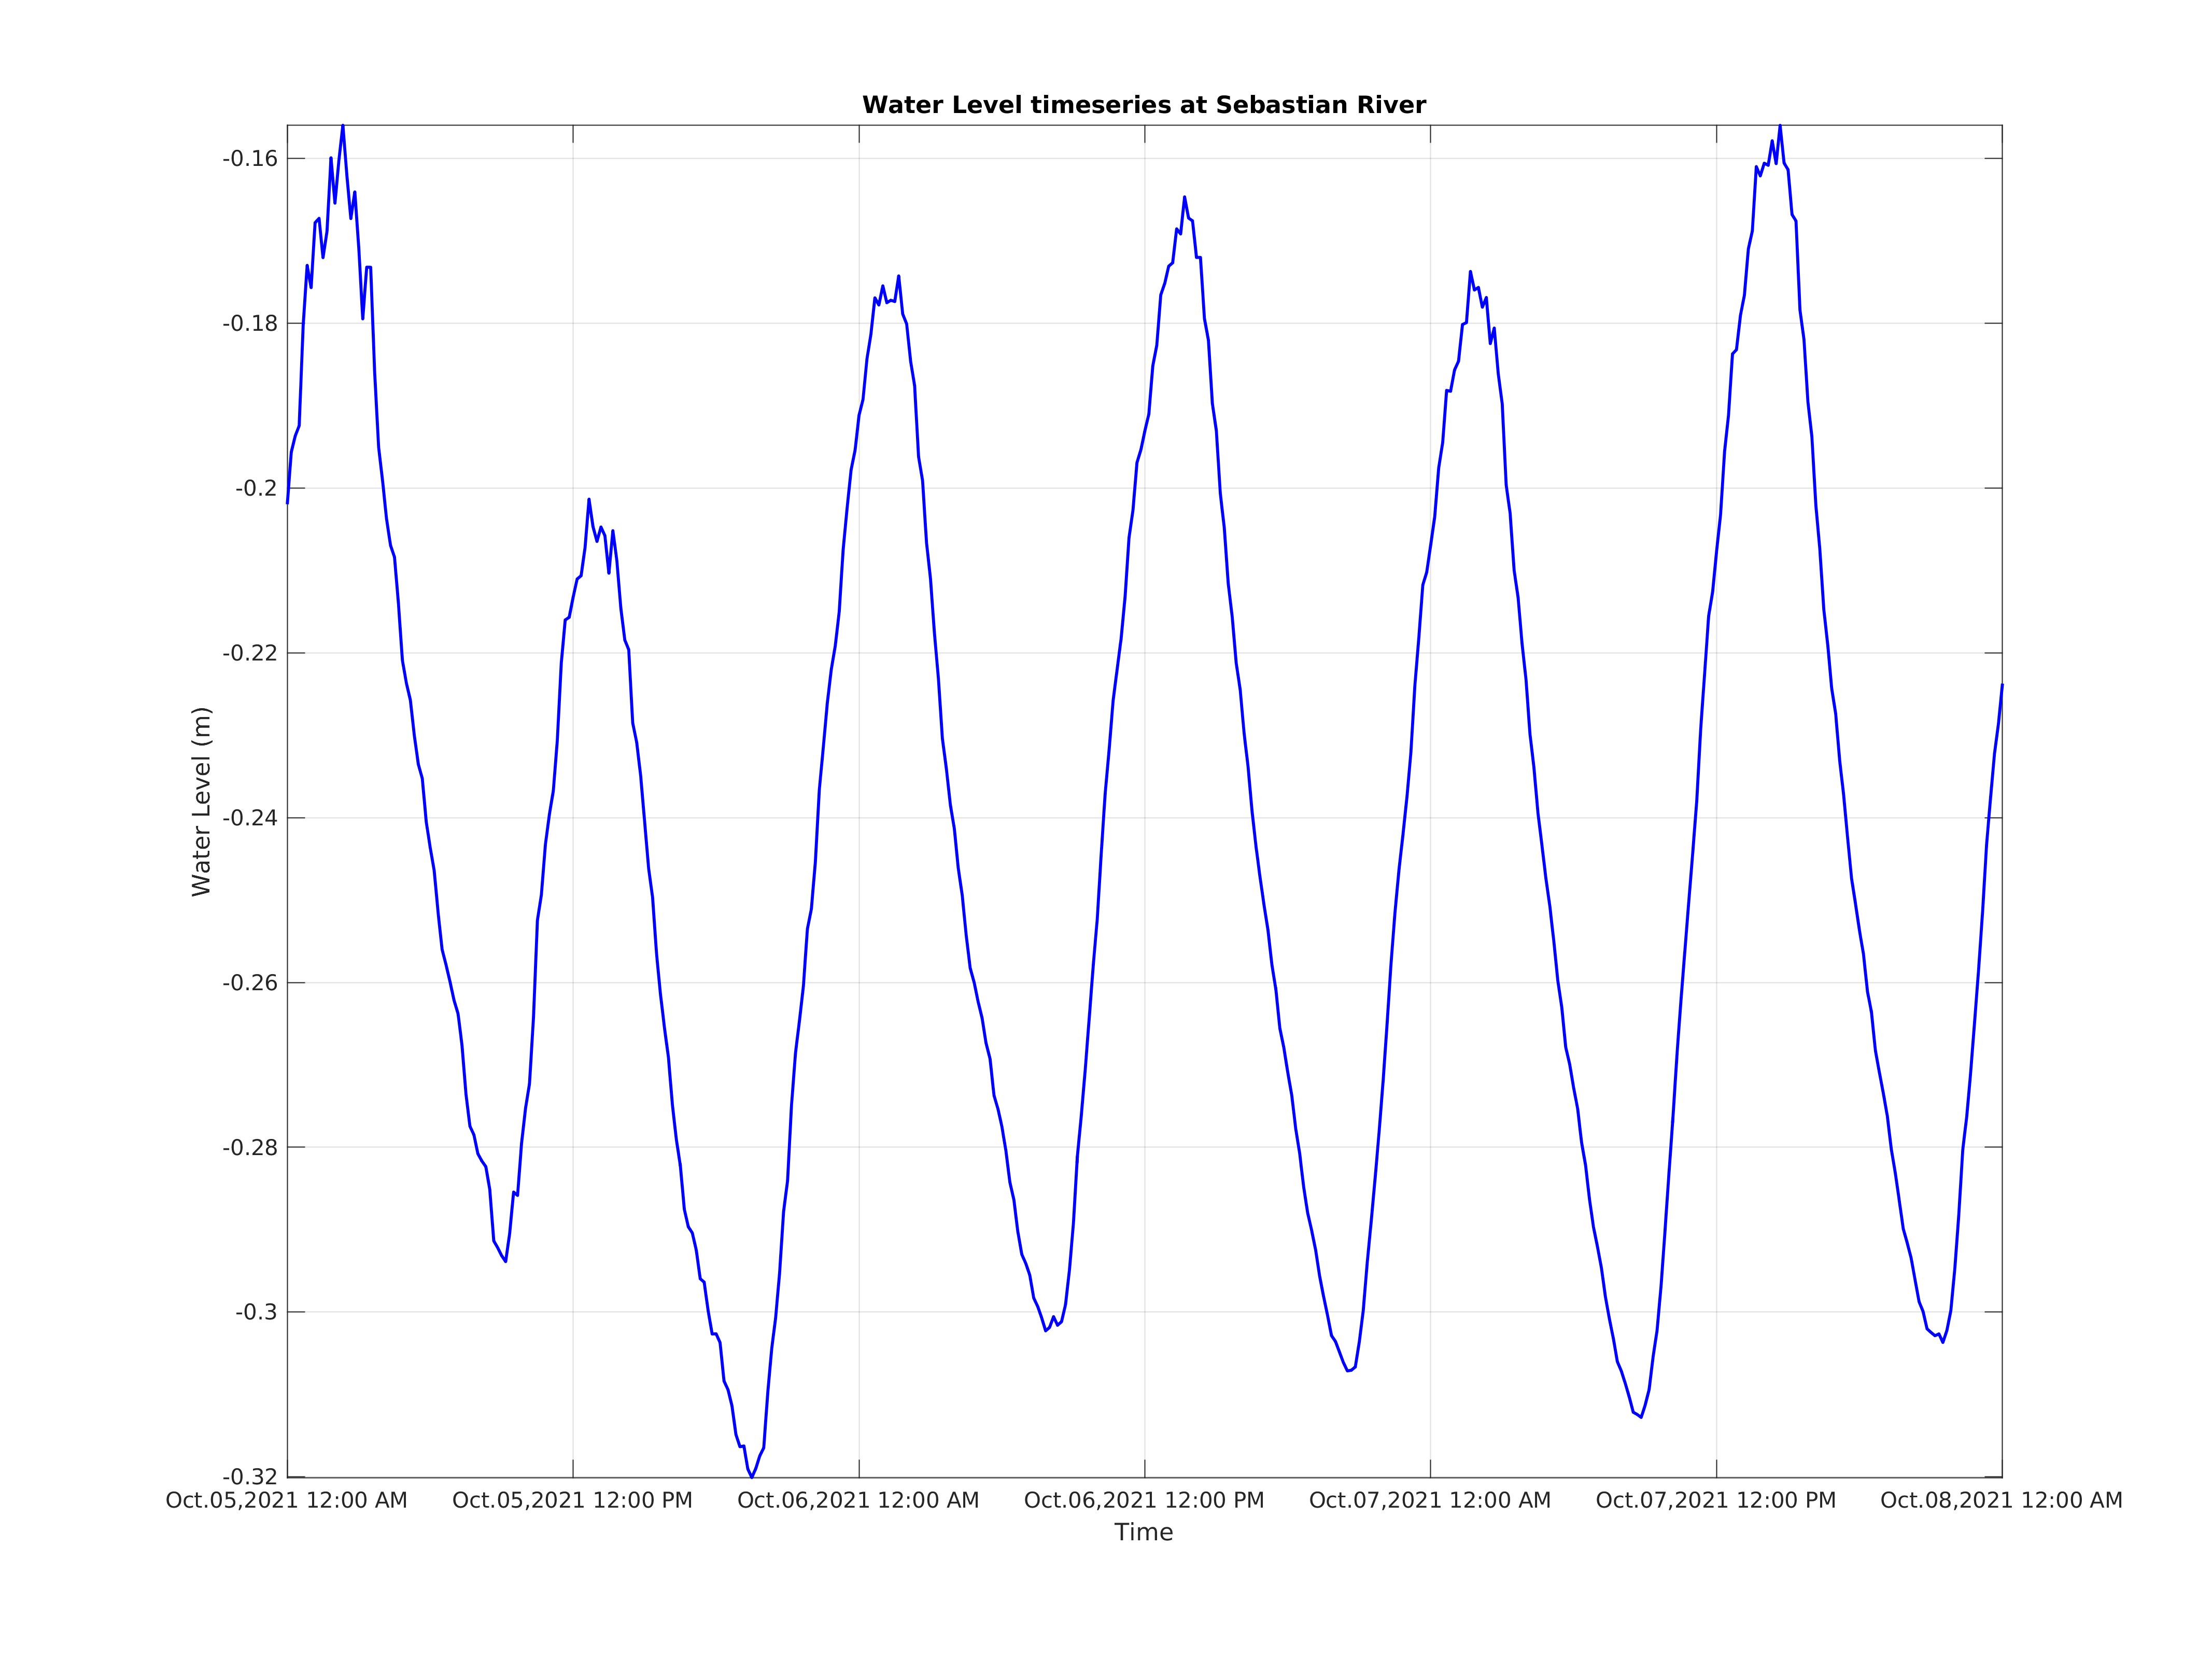 Water Level timeseries at Sebastian River
-0.16
-0.18
-0.2
-0.22
-0.24
-0.26
-0.28
-0.3
-0.32
Water Level (m)
Oct.05,2021 12:00 AM Oct.05,2021 12:00 PM Oct.06,2021 12:00 AM Oct.06,2021 12:00 PM Oct.07,2021 12:00 AM Oct.07,2021 12:00 PM Oct.08,2021 12:00 AM
Time